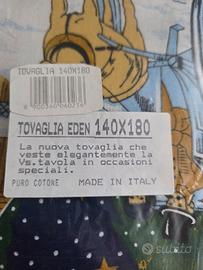 TOVAGLIA 140X180
TOVAGLIA EDEN 140X180
La nuova tovaglia che
veste elegantemente la
Vs.tavola in occasioni
speciali.
PURO COTONE MADE IN ITALY
subito